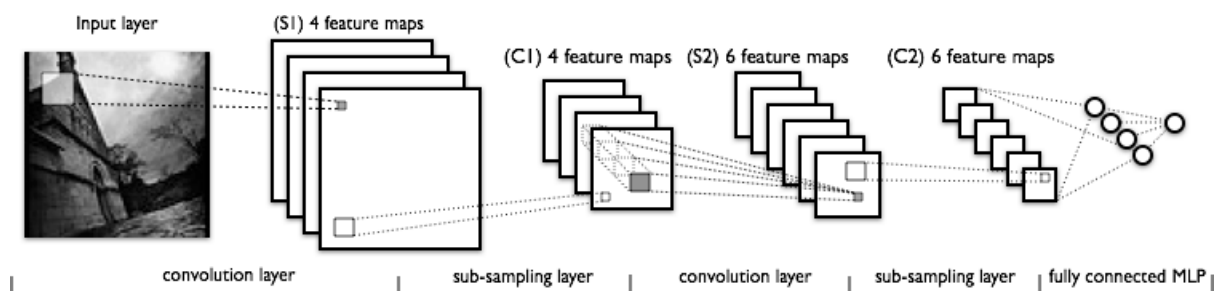 Input layer
(S1) 4 feature maps
(C1) 4 feature maps
(S2) 6 feature maps
(C2) 6 feature maps
convolution layer
sub-sampling layer
convolution layer
sub-sampling layer
fully connected MLP